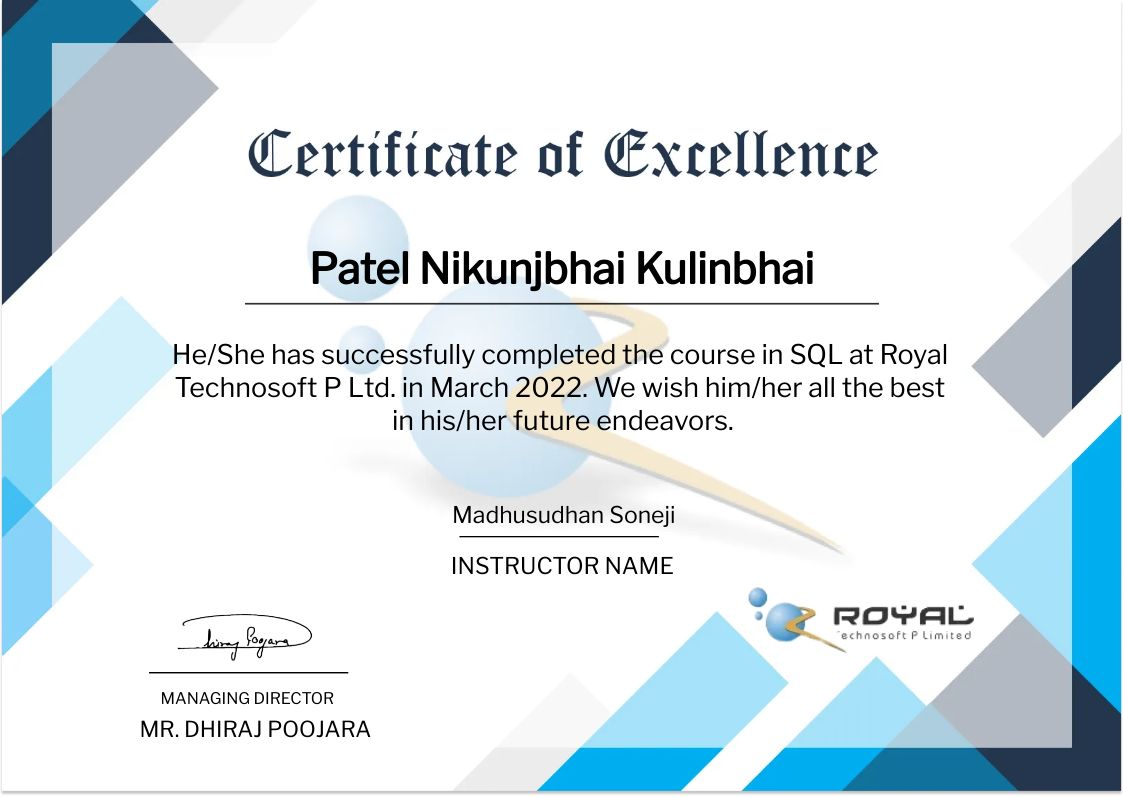 Certificate of Excellence
Patel Nikunjbhai Kulinbhai
He/She has successfully completed the course in SQL at Royal
Technosoft P Ltd. in March 2022. We wish him/her all the best
in his/her future endeavors.
Madhusudhan Soneji
INSTRUCTOR NAME
ROYAL
Technosoft P Limited
Dhiraj Poojara
MANAGING DIRECTOR
MR. DHIRAJ POOJARA